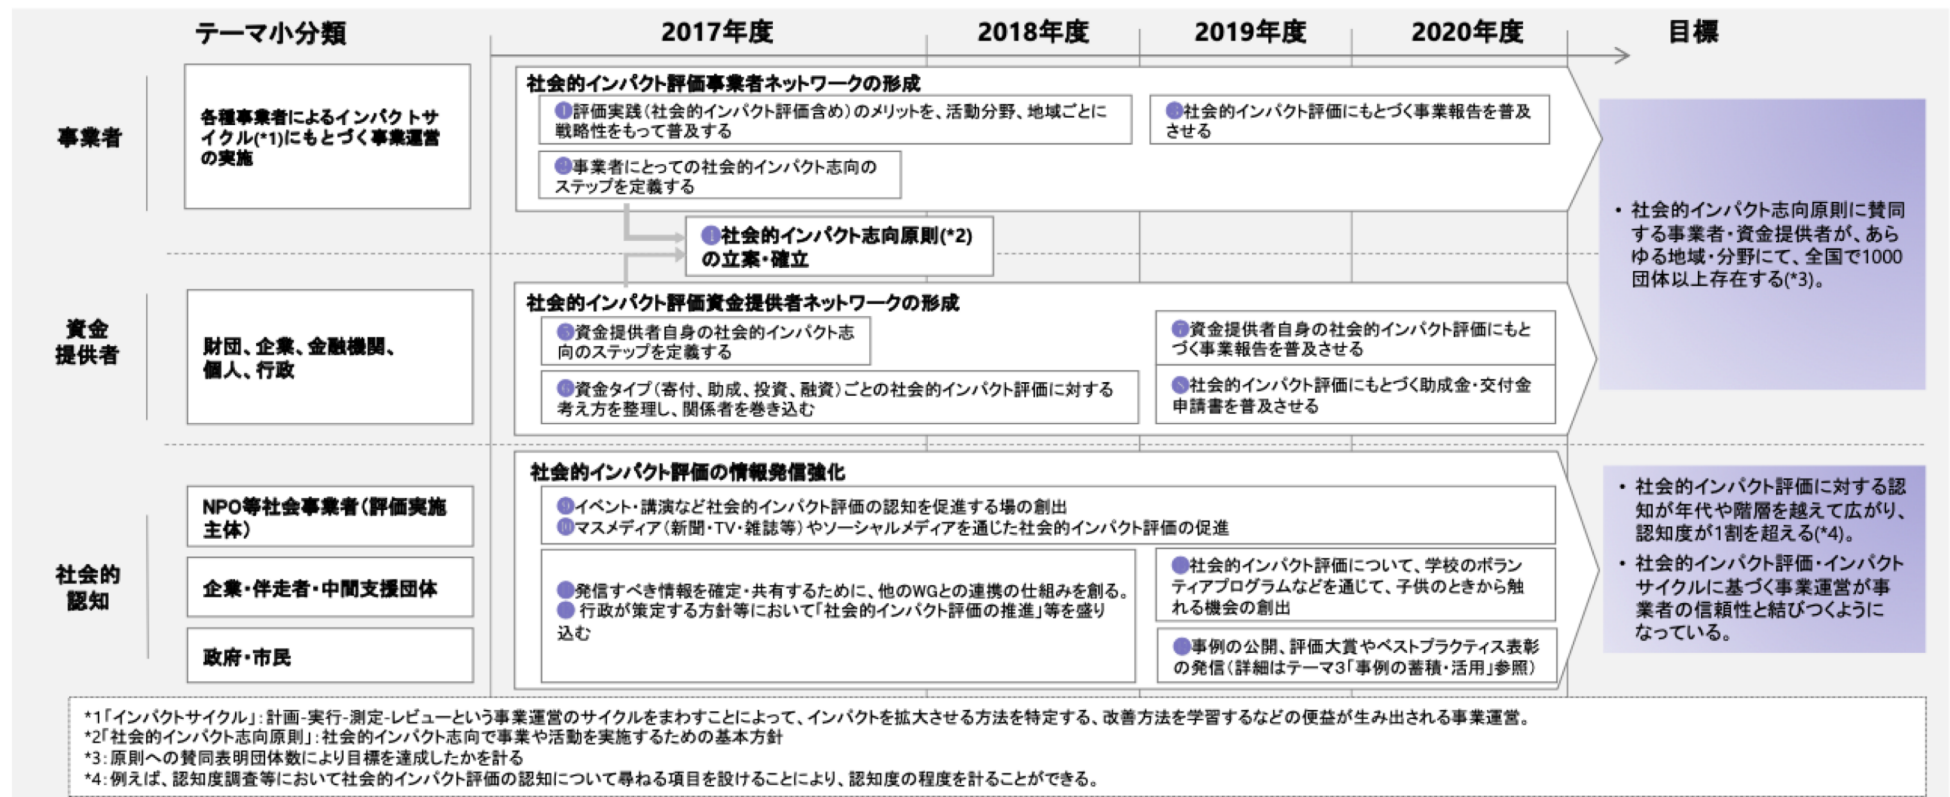 テーマ小分類
2017年度
2018年度
2019年度
2020年度
目標
事業者
各種事業者によるインパクトサ
イクル(*1)にもとづく事業運営
の実施
社会的インパクト評価事業者ネットワークの形成
評価実践(社会的インパクト評価含め)のメリットを、活動分野、地域ごとに
戦略性をもって普及する
社会的インパクト評価にもとづく事業報告を普及
させる
事業者にとっての社会的インパクト志向の
ステップを定義する
社会的インパクト志向原則(*2)
の立案・確立
・社会的インパクト志向原則に賛同
する事業者・資金提供者が、あら
ゆる地域・分野にて、全国で1000
団体以上存在する(*3)。
資金
提供者
財団、企業、金融機関、
個人、行政
社会的インパクト評価資金提供者ネットワークの形成
資金提供者自身の社会的インパクト志
向のステップを定義する
⑦資金提供者自身の社会的インパクト評価にもと
づく事業報告を普及させる
⑥資金タイプ(寄付、助成、投資、融資)ごとの社会的インパクト評価に対する
考え方を整理し、関係者を巻き込む
社会的インパクト評価にもとづく助成金・交付金
申請書を普及させる
社会的
認知
NPO等社会事業者(評価実施
主体)
企業・伴走者・中間支援団体
政府・市民
社会的インパクト評価の情報発信強化
⑨イベント・講演など社会的インパクト評価の認知を促進する場の創出
⑩マスメディア(新聞・TV・雑誌等)やソーシャルメディアを通じた社会的インパクト評価の促進
発信すべき情報を確定・共有するために、他のWGとの連携の仕組みを創る。
行政が策定する方針等において「社会的インパクト評価の推進」等を盛り
込む
社会的インパクト評価について、学校のボラン
ティアプログラムなどを通じて、子供のときから触
れる機会の創出
事例の公開、評価大賞やベストプラクティス表彰
の発信(詳細はテーマ3「事例の蓄積・活用」参照)
・社会的インパクト評価に対する認
知が年代や階層を越えて広がり、
認知度が1割を超える(*4)。
・社会的インパクト評価・インパクト
サイクルに基づく事業運営が事
業者の信頼性と結びつくように
なっている。
*1「インパクトサイクル」:計画-実行-測定-レビューという事業運営のサイクルをまわすことによって、インパクトを拡大させる方法を特定する、改善方法を学習するなどの便益が生み出される事業運営。
*2「社会的インパクト志向原則」:社会的インパクト志向で事業や活動を実施するための基本方針
*3:原則への賛同表明団体数により目標を達成したかを計る
*4:例えば、認知度調査等において社会的インパクト評価の認知について尋ねる項目を設けることにより、認知度の程度を計ることができる。